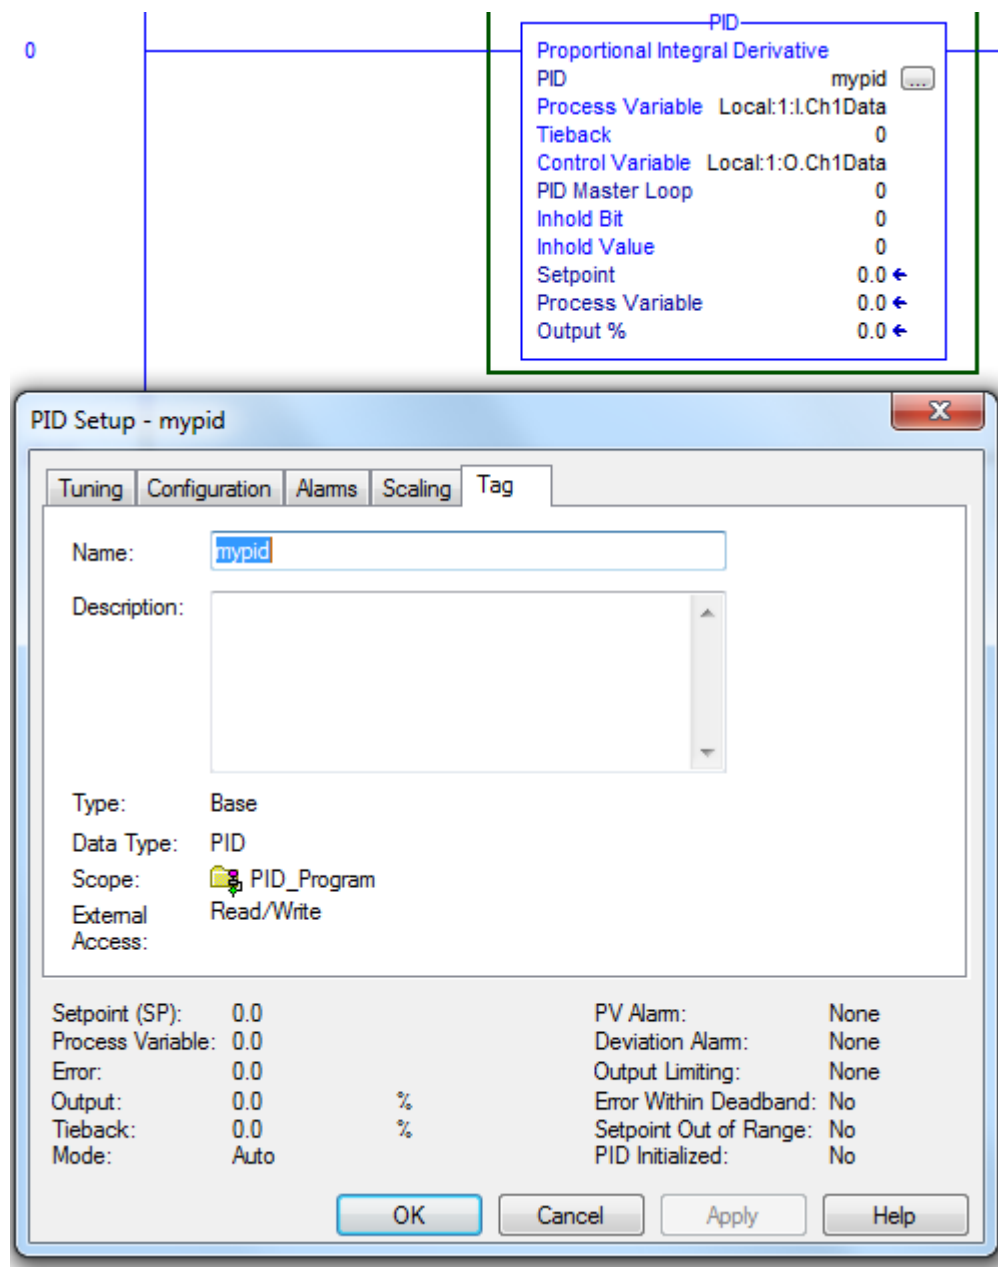 PID
0
Proportional Integral Derivative
PID mypid ...
Process Variable Local:1:I.Ch1Data
Tieback 0
Control Variable Local:1:O.Ch1Data
PID Master Loop 0
Inhold Bit 0
Inhold Value 0
Setpoint 0.0
Process Variable 0.0
Output % 0.0
PID Setup - mypid
Tuning Configuration Alarms Scaling Tag
Name: mypid
Description:
Type: Base
Data Type: PID
Scope: PID_Program
External Read/Write
Access:
Setpoint (SP): 0.0 PV Alarm: None
Process Variable: 0.0 Deviation Alarm: None
Error: 0.0 Output Limiting: None
Output: 0.0 % Error Within Deadband: No
Tieback: 0.0 % Setpoint Out of Range: No
Mode: Auto PID Initialized: No
OK Cancel Apply Help